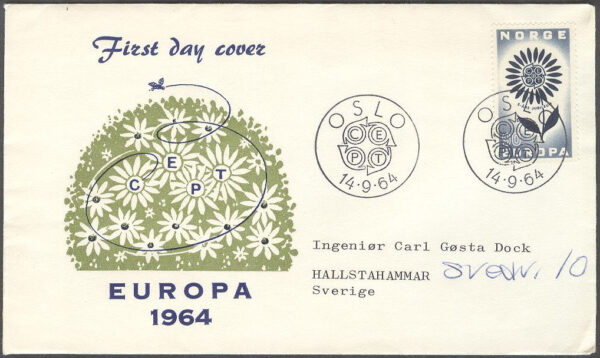 First day cover
C E P T
EUROPA
1964
OSLO
C E P T
14·9·64
NORGE
EUROPA
OSLO
C E P T
14·9·64
Ingeniør Carl Gøsta Dock
HALLSTAHAMMAR
Sverige
10